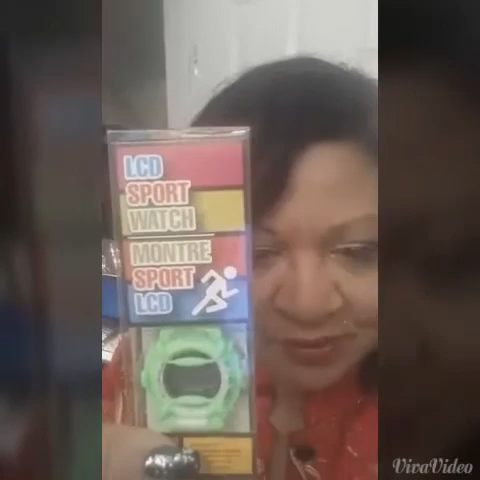 LCD
SPORT
WATCH
MONTRE
SPORT
LCD
VivaVideo